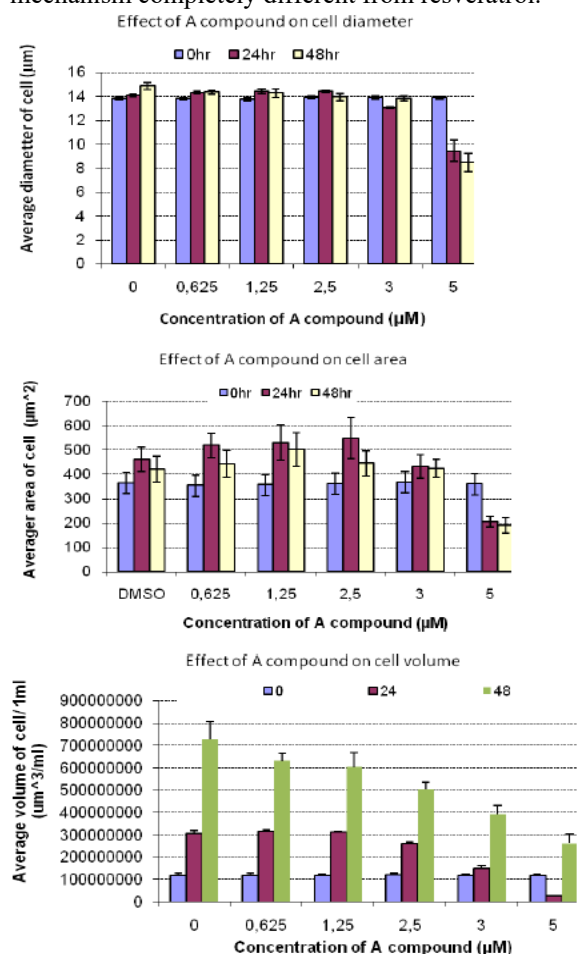 mechanism completely different from resveratrol.
Effect of A compound on cell diameter
0hr 24hr 48hr
Average diametter of cell (µm)
16
14
12
10
8
6
4
2
0
0 0,625 1,25 2,5 3 5
Concentration of A compound (µM)
Effect of A compound on cell area
0hr 24hr 48hr
Averager area of cell (µm^2)
700
600
500
400
300
200
100
0
DMSO 0,625 1,25 2,5 3 5
Concentration of A compound (µM)
Effect of A compound on cell volume
0 24 48
Average volume of cell/ 1ml
(um^3/ml)
900000000
800000000
700000000
600000000
500000000
400000000
300000000
200000000
100000000
0
0 0,625 1,25 2,5 3 5
Concentration of A compound (µM)